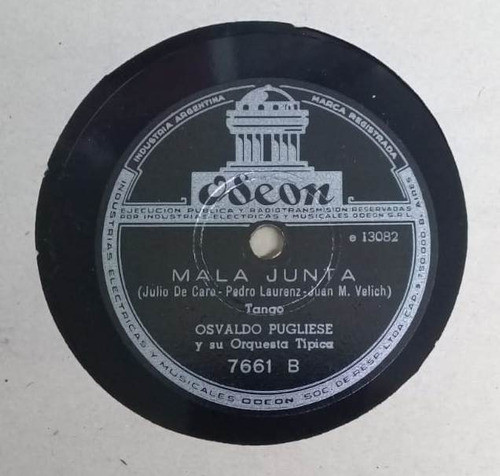 INDUSTRIA ARGENTINA
MARCA REGISTRADA
Odeon
EJECUCION PUBLICA Y RADIOTRANSMISION RESERVADAS
POR INDUSTRIAS ELECTRICAS Y MUSICALES ODEON S.R.L.
e 13082
MALA JUNTA
(Julio De Caro - Pedro Laurenz - Juan M. Velich)
Tango
OSVALDO PUGLIESE
y su Orquesta Típica
7661 B
INDUSTRIAS ELECTRICAS Y MUSICALES ODEON SOC. DE RESP. LTDA. CAP. $ 750.000 B. AIRES